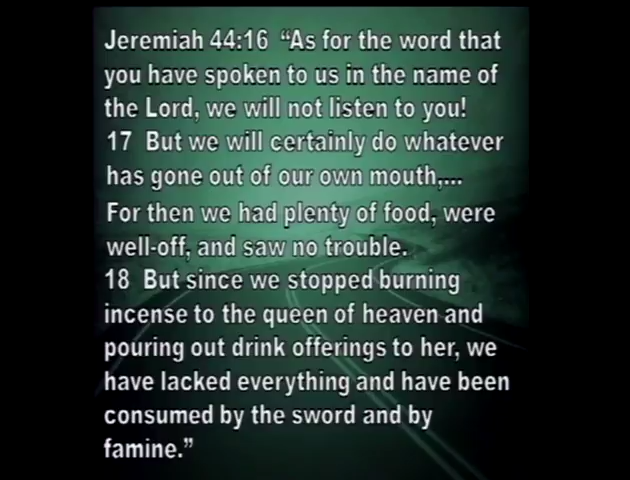 Jeremiah 44:16  “As for the word that
you have spoken to us in the name of
the Lord, we will not listen to you!
17  But we will certainly do whatever
has gone out of our own mouth,...
For then we had plenty of food, were
well-off, and saw no trouble.
18  But since we stopped burning
incense to the queen of heaven and
pouring out drink offerings to her, we
have lacked everything and have been
consumed by the sword and by
famine.”